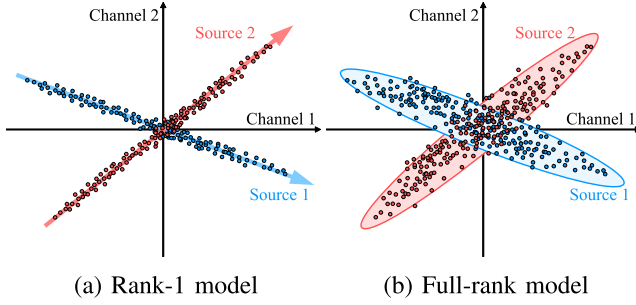 Channel 2
Source 2
Channel 1
Source 1
(a) Rank-1 model
Channel 2
Source 2
Channel 1
Source 1
(b) Full-rank model